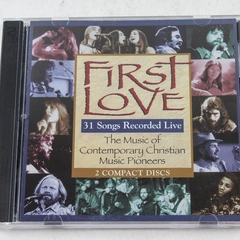 FIRST
LOVE
31 Songs Recorded Live
The Music of
Contemporary Christian
Music Pioneers
2 COMPACT DISCS